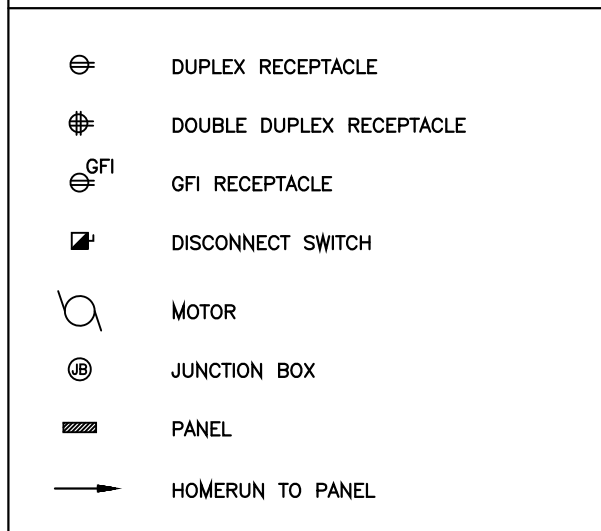 DUPLEX RECEPTACLE
DOUBLE DUPLEX RECEPTACLE
GFI
GFI RECEPTACLE
DISCONNECT SWITCH
MOTOR
JB JUNCTION BOX
PANEL
HOMERUN TO PANEL